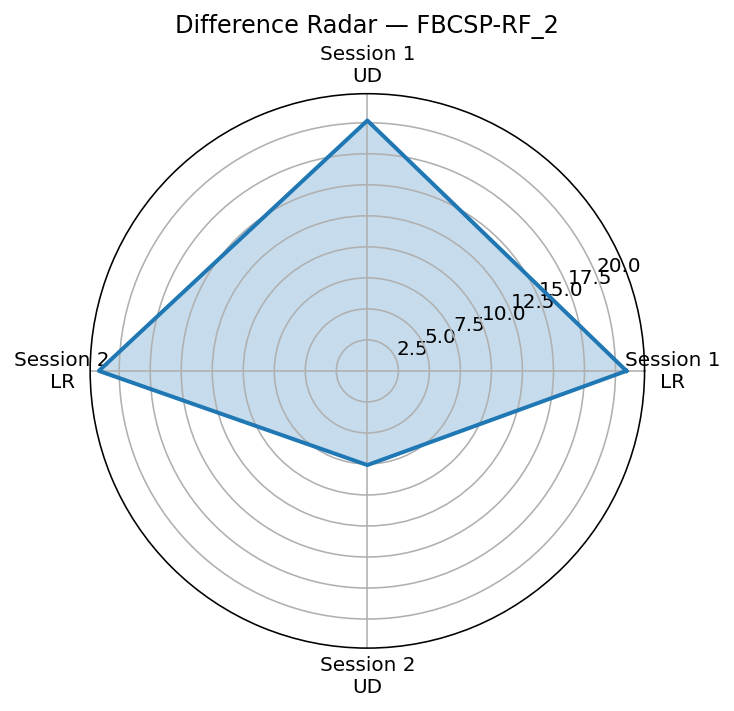 Difference Radar — FBCSP-RF_2
Session 1
UD
20.0
17.5
15.0
12.5
10.0
7.5
5.0
2.5
Session 2
LR
Session 1
LR
Session 2
UD